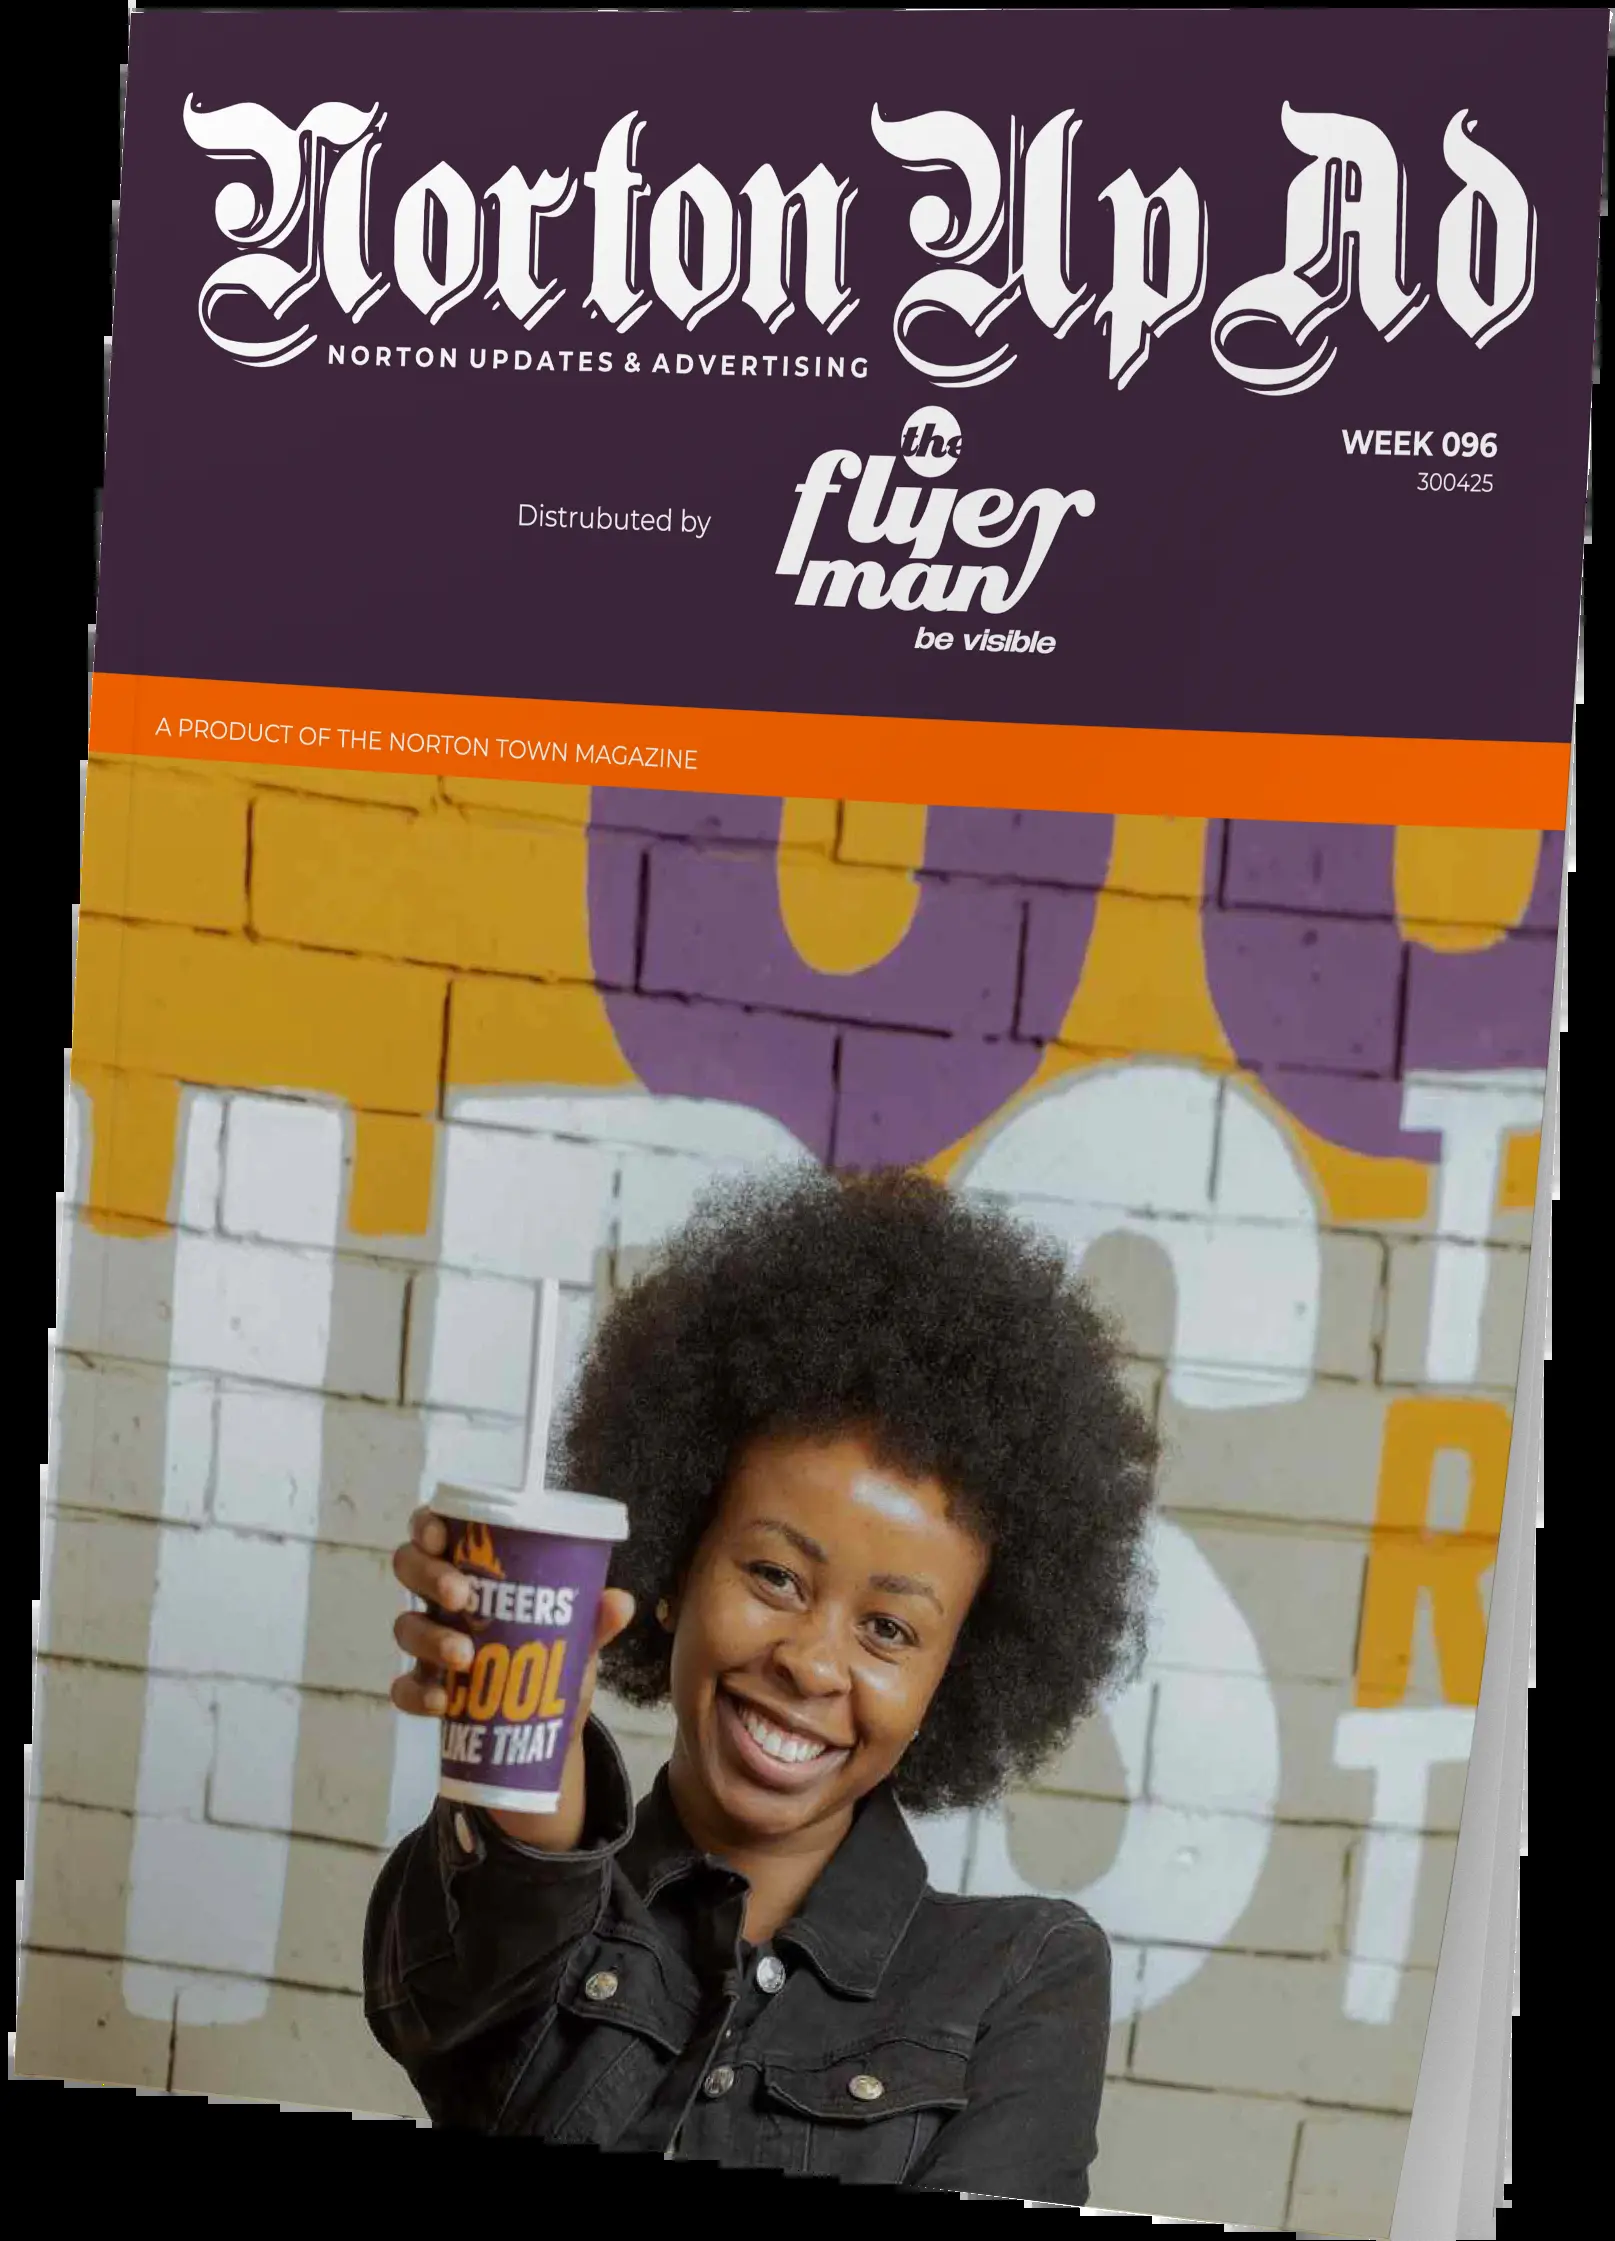 Norton Up Ad
NORTON UPDATES & ADVERTISING
WEEK 096
300425
Distrubuted by
the
flyer
man
be visible
A PRODUCT OF THE NORTON TOWN MAGAZINE
T
R
T
STEERS
COOL
LIKE THAT